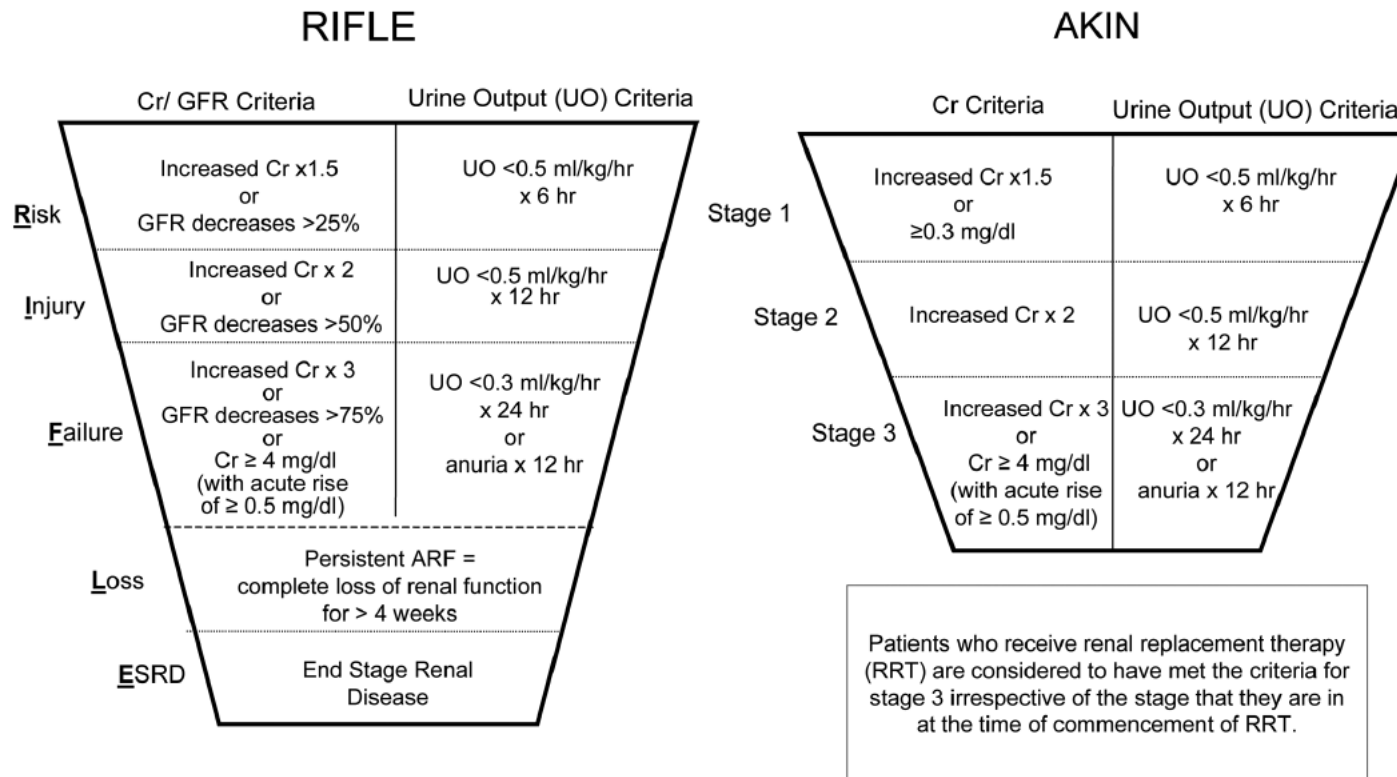 RIFLE
Cr/ GFR Criteria
Urine Output (UO) Criteria
Risk
Increased Cr x1.5
or
GFR decreases >25%
UO <0.5 ml/kg/hr
x 6 hr
Injury
Increased Cr x 2
or
GFR decreases >50%
UO <0.5 ml/kg/hr
x 12 hr
Failure
Increased Cr x 3
or
GFR decreases >75%
or
Cr ≥ 4 mg/dl
(with acute rise
of ≥ 0.5 mg/dl)
UO <0.3 ml/kg/hr
x 24 hr
or
anuria x 12 hr
Loss
Persistent ARF =
complete loss of renal function
for > 4 weeks
ESRD
End Stage Renal
Disease
AKIN
Cr Criteria
Urine Output (UO) Criteria
Stage 1
Increased Cr x1.5
or
≥0.3 mg/dl
UO <0.5 ml/kg/hr
x 6 hr
Stage 2
Increased Cr x 2
UO <0.5 ml/kg/hr
x 12 hr
Stage 3
Increased Cr x 3
or
Cr ≥ 4 mg/dl
(with acute rise
of ≥ 0.5 mg/dl)
UO <0.3 ml/kg/hr
x 24 hr
or
anuria x 12 hr
Patients who receive renal replacement therapy
(RRT) are considered to have met the criteria for
stage 3 irrespective of the stage that they are in
at the time of commencement of RRT.